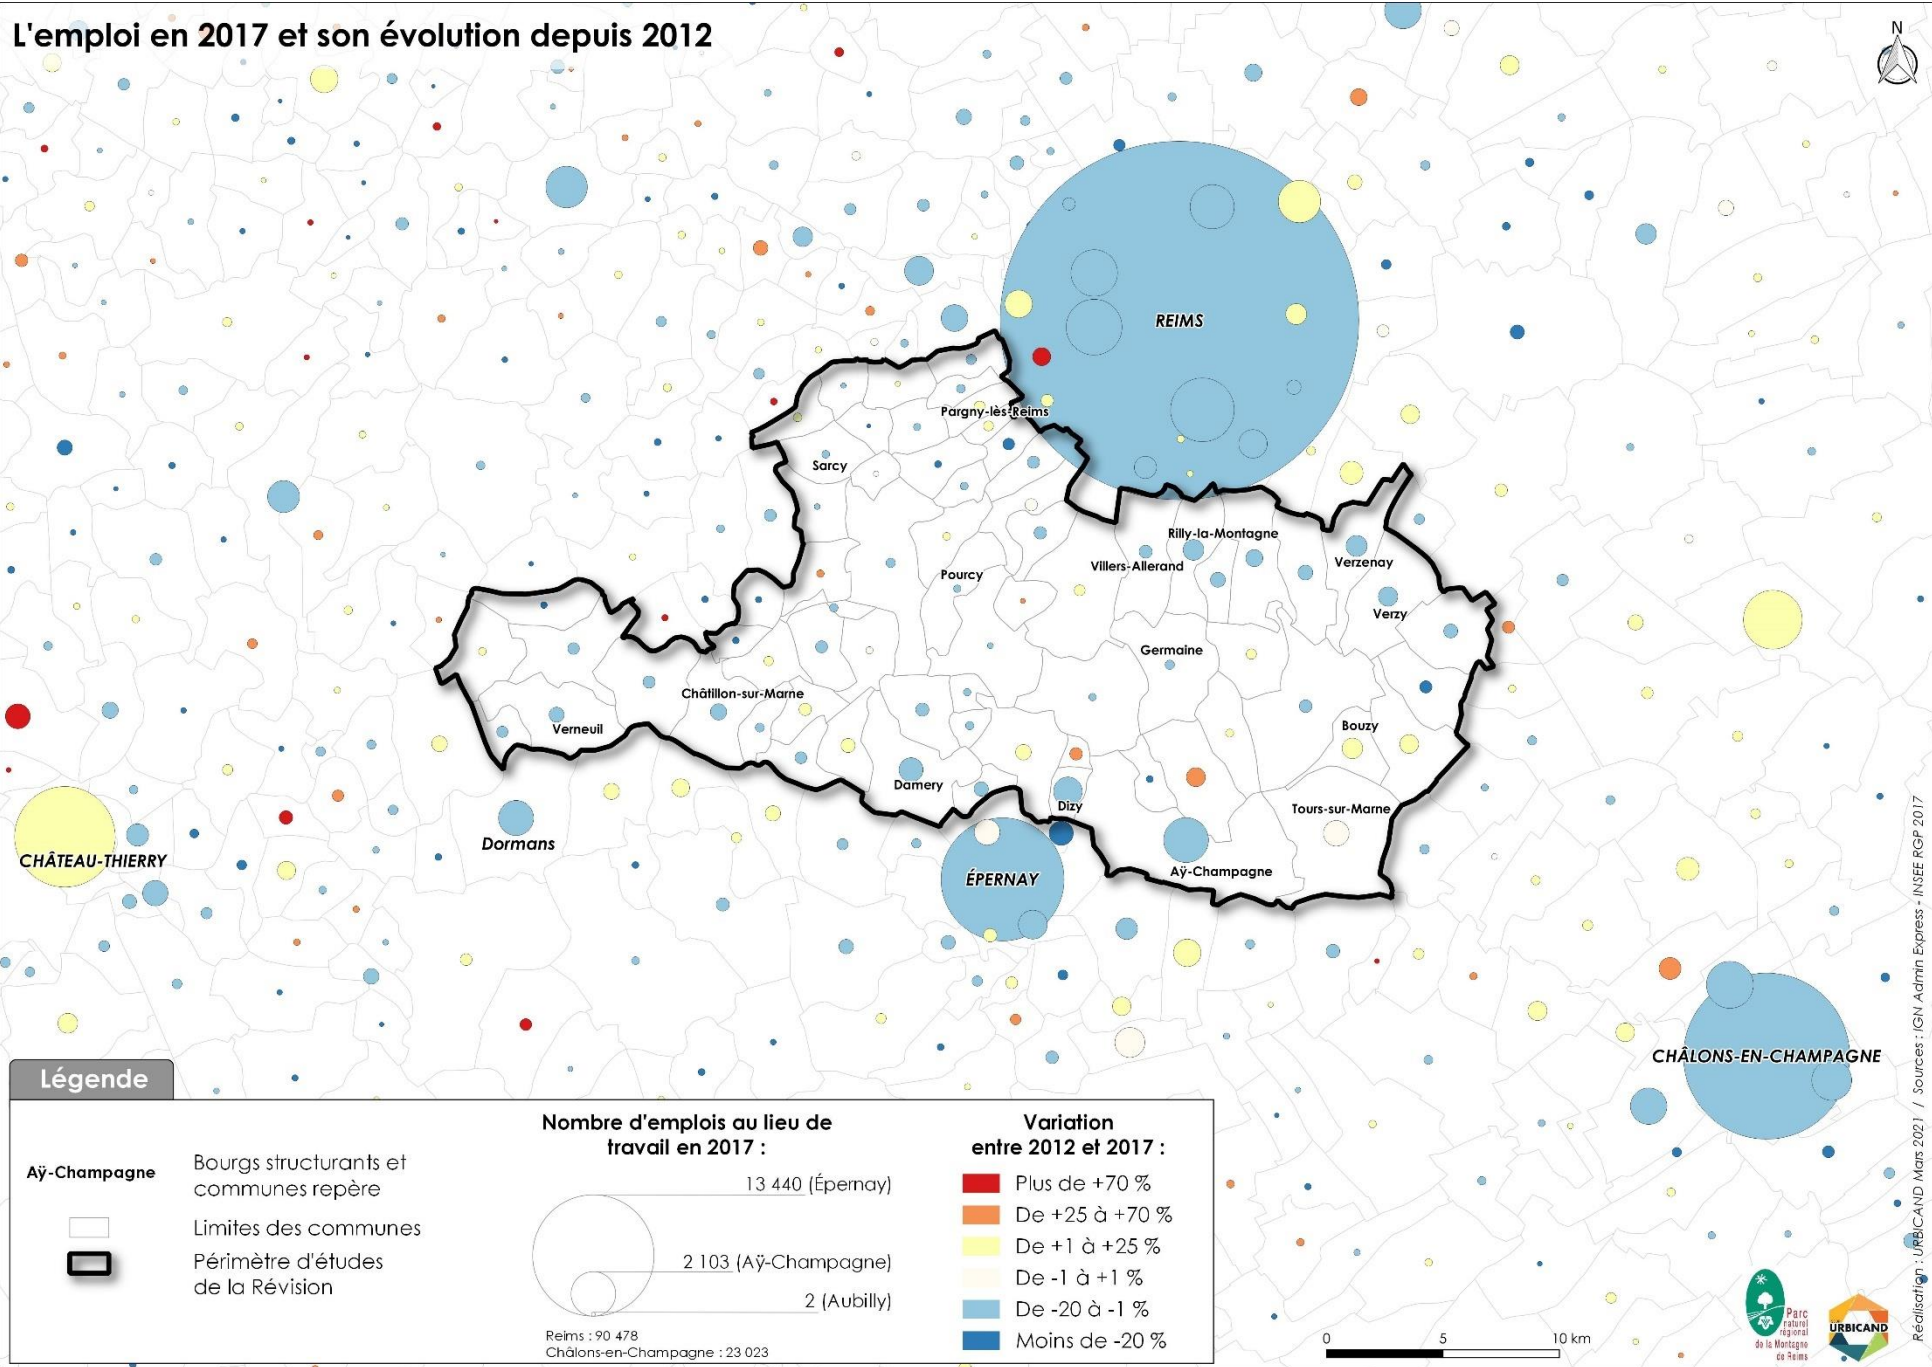 L'emploi en 2017 et son évolution depuis 2012
N
REIMS
Pargny-lès-Reims
Sarcy
Rilly-la-Montagne
Villers-Allerand
Verzenay
Pourcy
Verzy
Germaine
Châtillon-sur-Marne
Verneuil
Bouzy
Damery
Dizy
Tours-sur-Marne
Dormans
CHÂTEAU-THIERRY
Aÿ-Champagne
ÉPERNAY
CHÂLONS-EN-CHAMPAGNE
Légende
Aÿ-Champagne
Bourgs structurants et
communes repère
Limites des communes
Périmètre d'études
de la Révision
Nombre d'emplois au lieu de
travail en 2017 :
13 440 (Épernay)
2 103 (Aÿ-Champagne)
2 (Aubilly)
Reims : 90 478
Châlons-en-Champagne : 23 023
Variation
entre 2012 et 2017 :
Plus de +70 %
De +25 à +70 %
De +1 à +25 %
De -1 à +1 %
De -20 à -1 %
Moins de -20 %
0 5 10 km
Parc
naturel
régional
de la Montagne
de Reims
URBICAND
Réalisation : URBICAND Mars 2021 / Sources : IGN Admin Express - INSEE RGP 2017